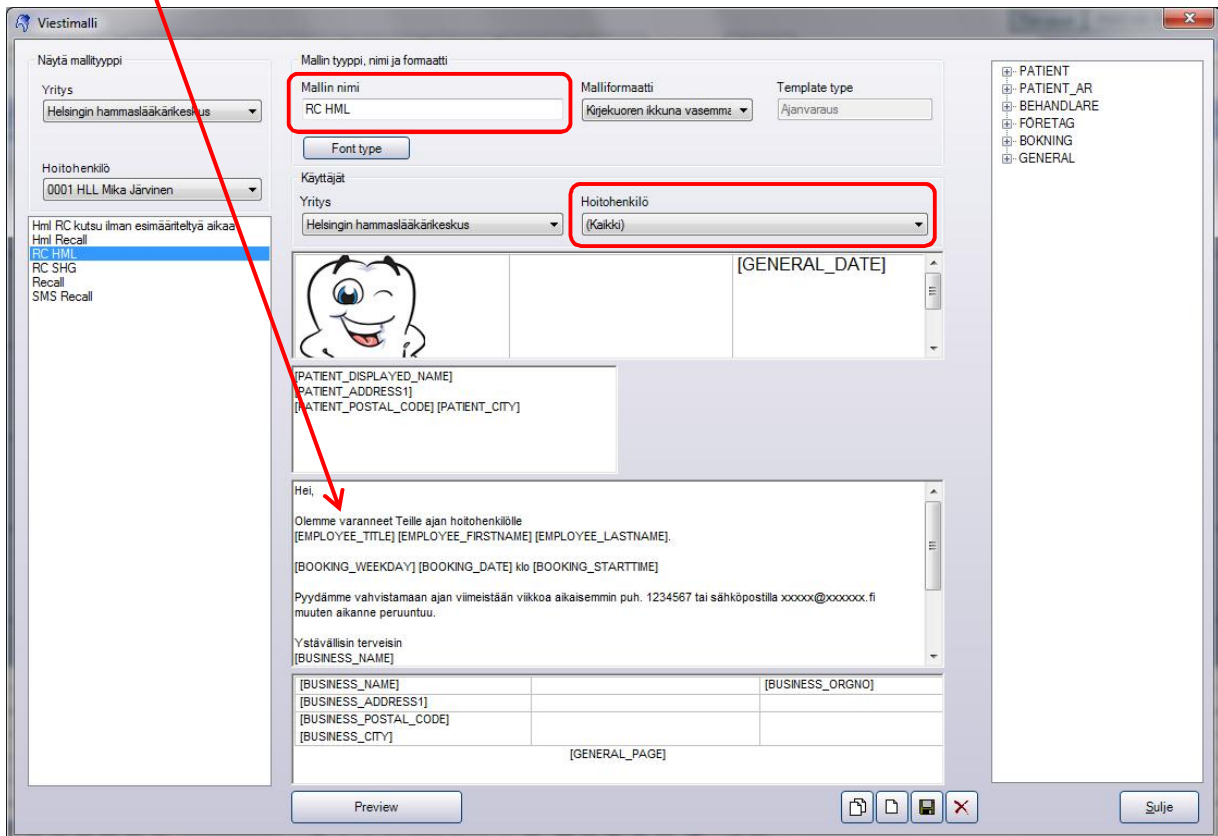 Viestimalli
Näytä mallityyppi
Yritys
Helsingin hammaslääkärikeskus
Hoitohenkilö
0001 HLL Mika Järvinen
Hml RC kutsu ilman esimääriteltyä aikaa
Hml Recall
RC HML
RC SHG
Recall
SMS Recall
Mallin tyyppi, nimi ja formaatti
Mallin nimi
Malliformaatti
Template type
RC HML
Kirjekuoren ikkuna vasemma
Ajanvaraus
Font type
Käyttäjät
Yritys
Hoitohenkilö
Helsingin hammaslääkärikeskus
(Kaikki)
[GENERAL_DATE]
[PATIENT_DISPLAYED_NAME]
[PATIENT_ADDRESS1]
[PATIENT_POSTAL_CODE] [PATIENT_CITY]
Hei,
Olemme varanneet Teille ajan hoitohenkilölle
[EMPLOYEE_TITLE] [EMPLOYEE_FIRSTNAME] [EMPLOYEE_LASTNAME].
[BOOKING_WEEKDAY] [BOOKING_DATE] klo [BOOKING_STARTTIME]
Pyydämme vahvistamaan ajan viimeistään viikkoa aikaisemmin puh. 1234567 tai sähköpostilla xxxxx@xxxxxx.fi
muuten aikanne peruuntuu.
Ystävällisin terveisin
[BUSINESS_NAME]
[BUSINESS_NAME] [BUSINESS_ORGNO]
[BUSINESS_ADDRESS1]
[BUSINESS_POSTAL_CODE]
[BUSINESS_CITY]
[GENERAL_PAGE]
Preview
PATIENT
PATIENT_AR
BEHANDLARE
FÖRETAG
BOKNING
GENERAL
Sulje